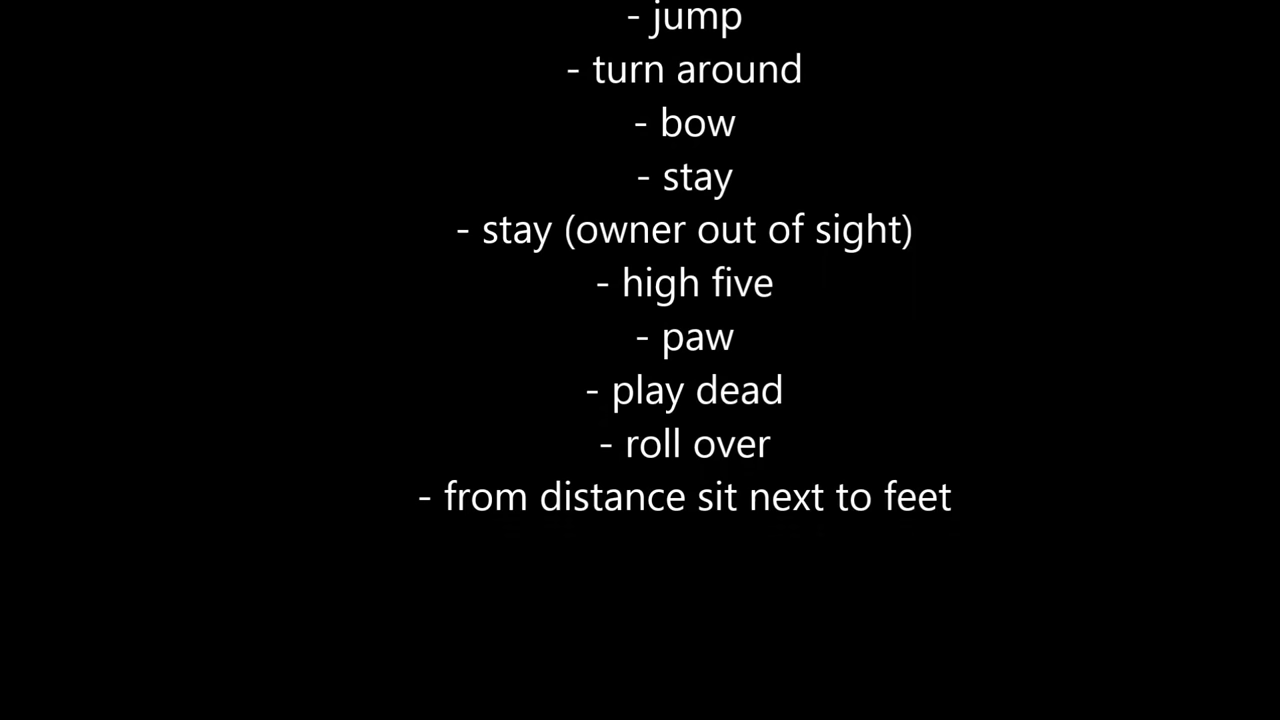 - jump
- turn around
- bow
- stay
- stay (owner out of sight)
- high five
- paw
- play dead
- roll over
- from distance sit next to feet